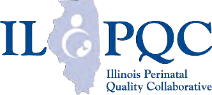 IL PQC
Illinois Perinatal
Quality Collaborative